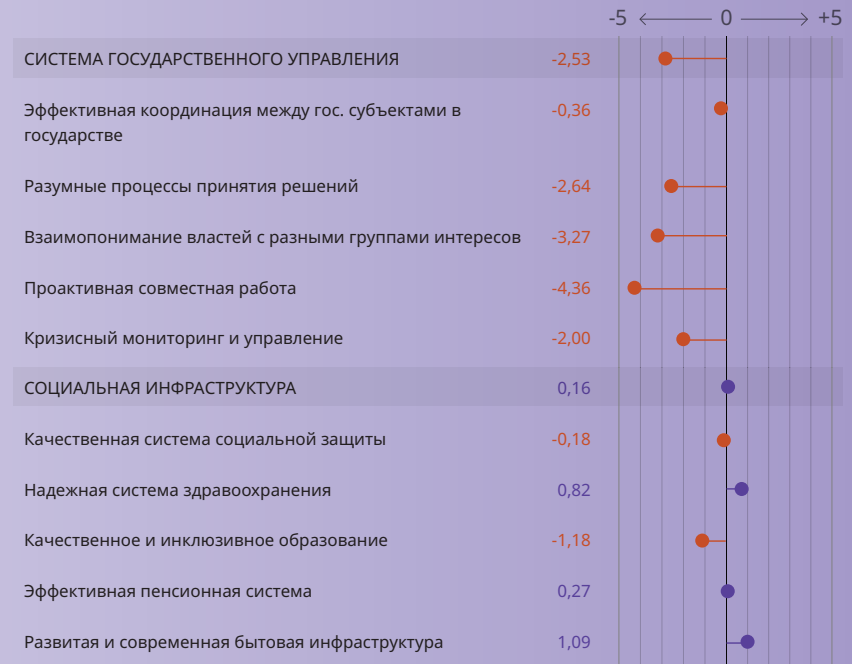 -5 0 +5
СИСТЕМА ГОСУДАРСТВЕННОГО УПРАВЛЕНИЯ -2,53
Эффективная координация между гос. субъектами в -0,36
государстве
Разумные процессы принятия решений -2,64
Взаимопонимание властей с разными группами интересов -3,27
Проактивная совместная работа -4,36
Кризисный мониторинг и управление -2,00
СОЦИАЛЬНАЯ ИНФРАСТРУКТУРА 0,16
Качественная система социальной защиты -0,18
Надежная система здравоохранения 0,82
Качественное и инклюзивное образование -1,18
Эффективная пенсионная система 0,27
Развитая и современная бытовая инфраструктура 1,09